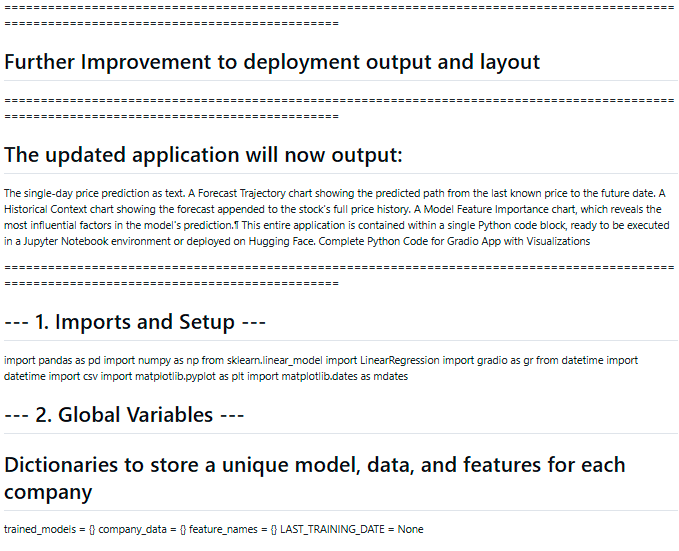 ============================================================================================
==============================================
Further Improvement to deployment output and layout
============================================================================================
==============================================
The updated application will now output:
The single-day price prediction as text. A Forecast Trajectory chart showing the predicted path from the last known price to the future date. A
Historical Context chart showing the forecast appended to the stock's full price history. A Model Feature Importance chart, which reveals the
most influential factors in the model's prediction.¶ This entire application is contained within a single Python code block, ready to be executed
in a Jupyter Notebook environment or deployed on Hugging Face. Complete Python Code for Gradio App with Visualizations
============================================================================================
==============================================
--- 1. Imports and Setup ---
import pandas as pd import numpy as np from sklearn.linear_model import LinearRegression import gradio as gr from datetime import
datetime import csv import matplotlib.pyplot as plt import matplotlib.dates as mdates
--- 2. Global Variables ---
Dictionaries to store a unique model, data, and features for each
company
trained_models = {} company_data = {} feature_names = {} LAST_TRAINING_DATE = None